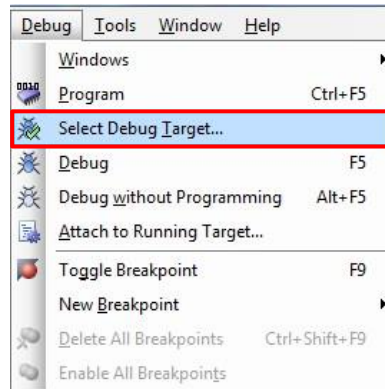 Debug Tools Window Help
Windows
Program Ctrl+F5
Select Debug Target...
Debug F5
Debug without Programming Alt+F5
Attach to Running Target...
Toggle Breakpoint F9
New Breakpoint
Delete All Breakpoints Ctrl+Shift+F9
Enable All Breakpoints